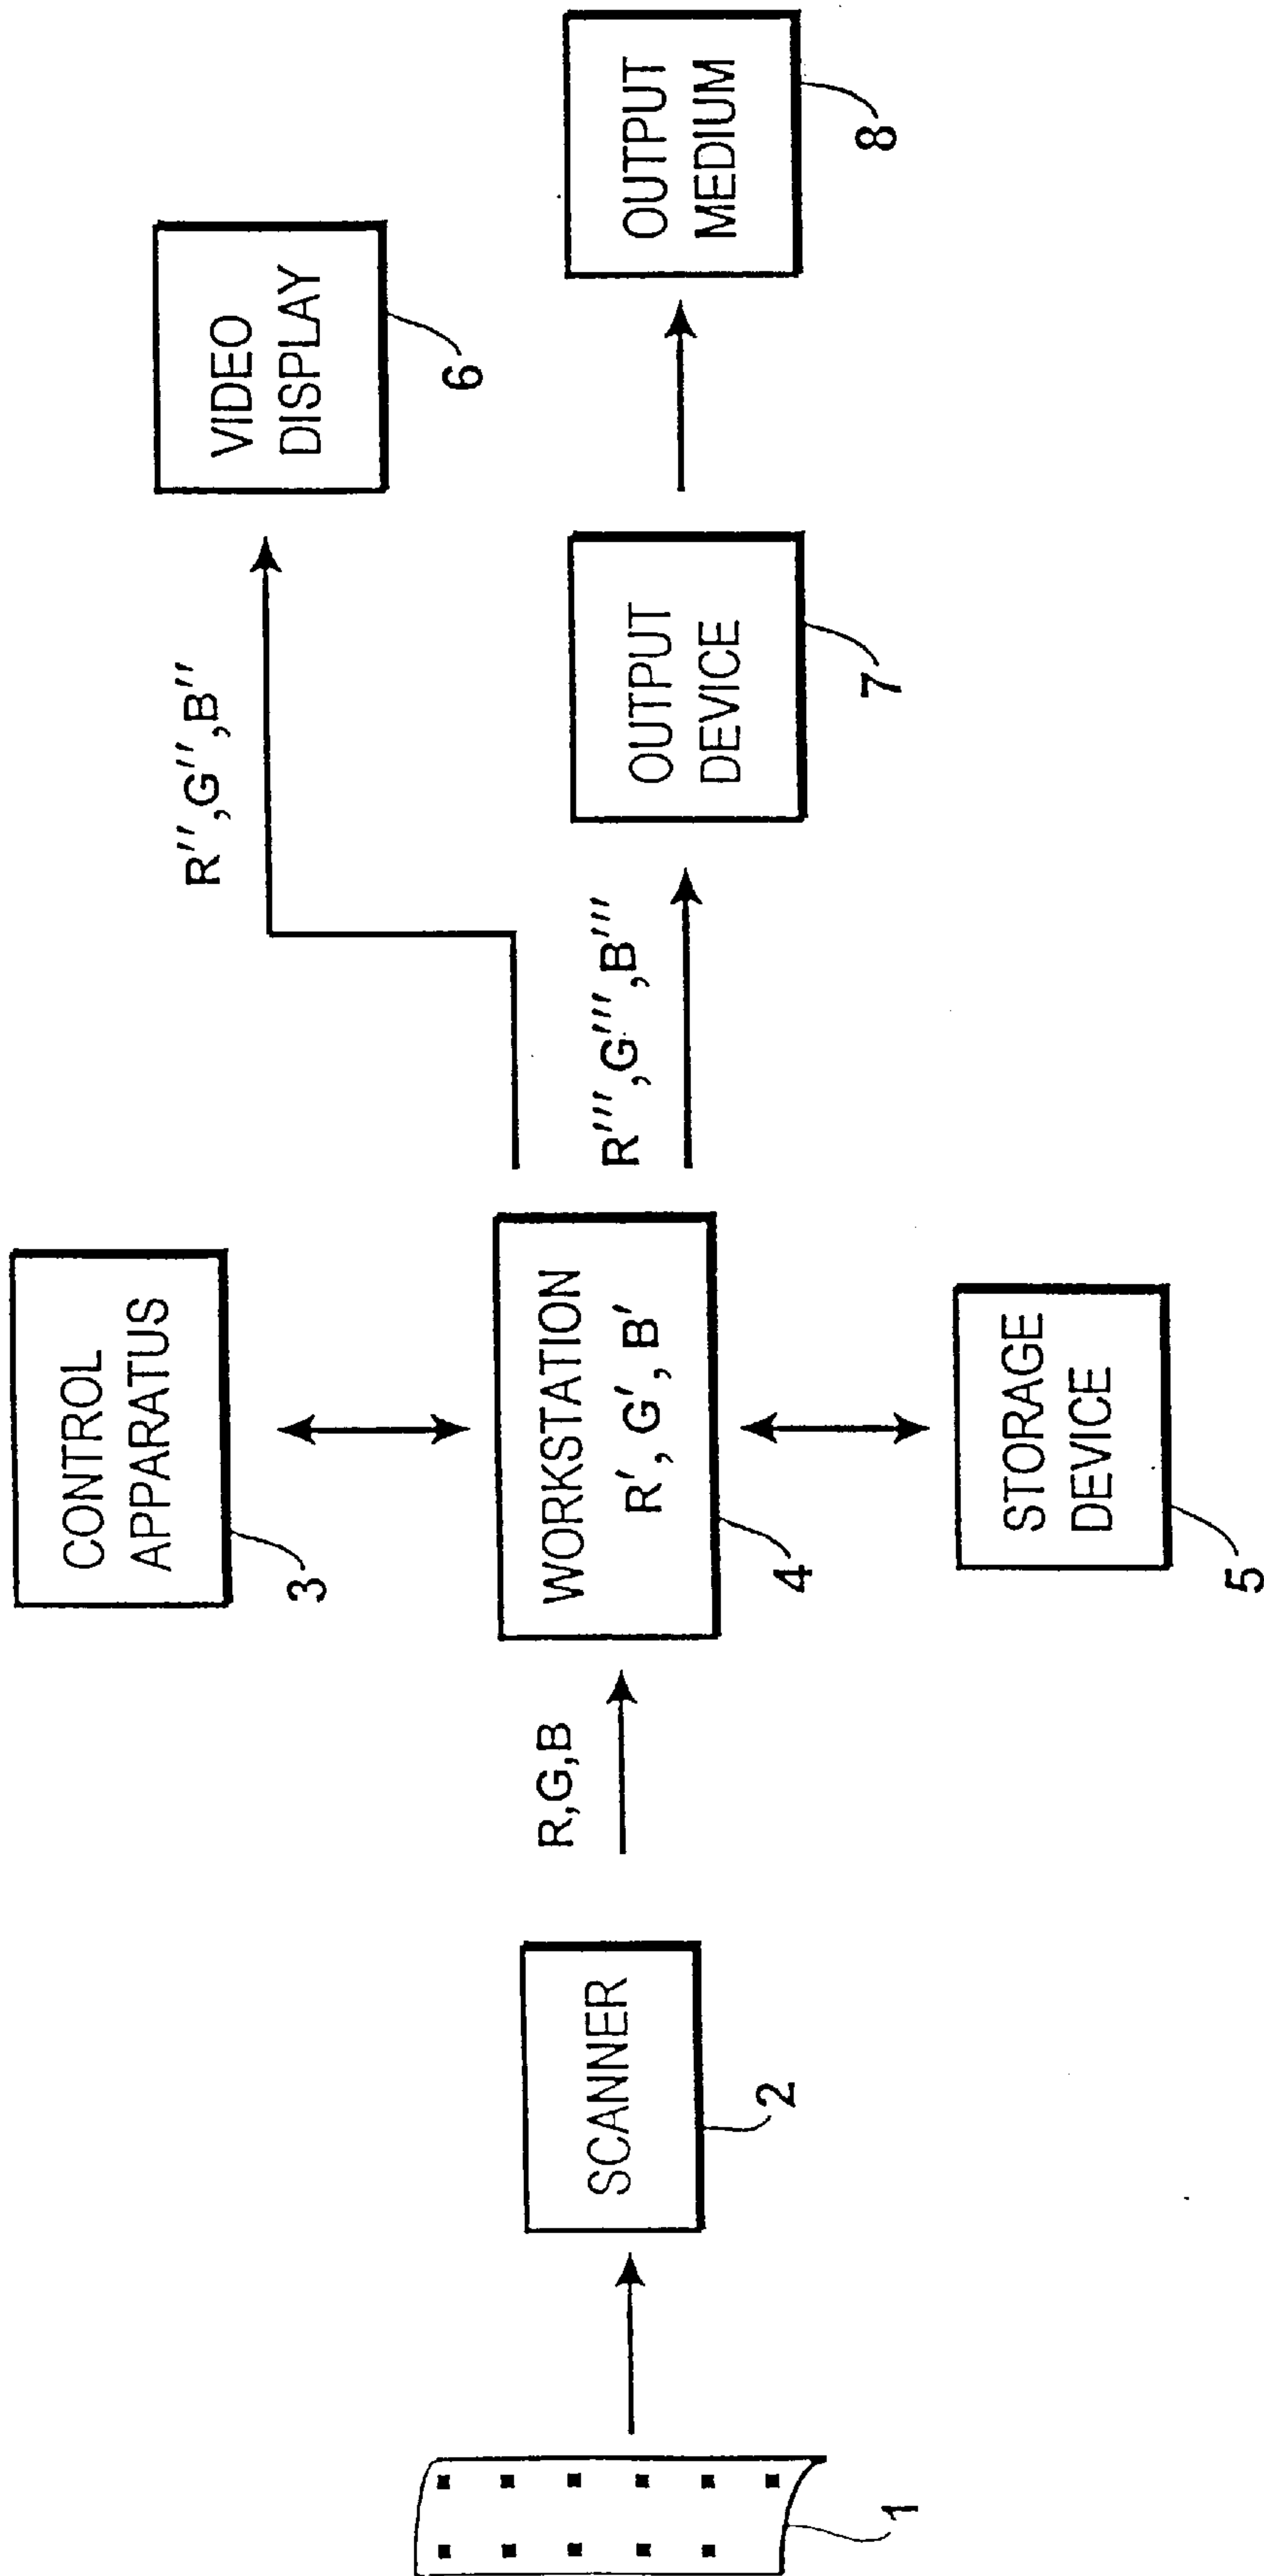 CONTROL
APPARATUS
3
VIDEO
DISPLAY
6
R'',G'',B''
R,G,B
WORKSTATION
R', G', B'
4
R''',G''',B'''
SCANNER
2
OUTPUT
DEVICE
7
OUTPUT
MEDIUM
8
1
STORAGE
DEVICE
5